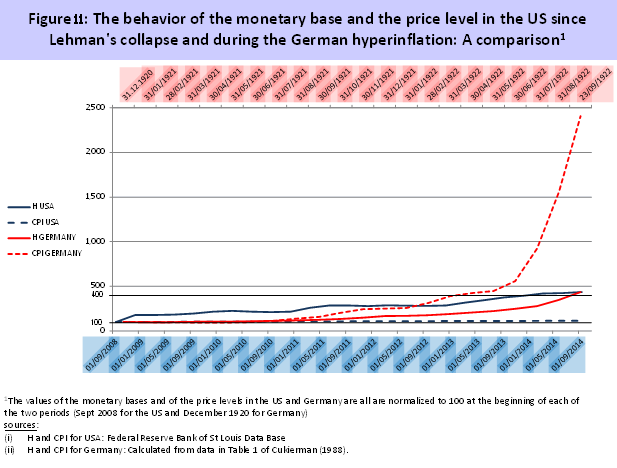 Figure 11: The behavior of the monetary base and the price level in the US since
Lehman's collapse and during the German hyperinflation: A comparison¹
31.12.1920 31/01/1921 28/02/1921 31/03/1921 30/04/1921 31/05/1921 30/06/1921 31/07/1921 31/08/1921 30/09/1921 31/10/1921 30/11/1921 31/12/1921 31/01/1922 28/02/1922 31/03/1922 30/04/1922 31/05/1922 30/06/1922 31/07/1922 31/08/1922 23/09/1922
2500
2000
1,500
1,000
500
400
100
0
H USA
CPI USA
H GERMANY
CPI GERMANY
01/09/2008 01/01/2009 01/05/2009 01/09/2009 01/01/2010 01/05/2010 01/09/2010 01/01/2011 01/05/2011 01/09/2011 01/01/2012 01/05/2012 01/09/2012 01/01/2013 01/05/2013 01/09/2013 01/01/2014 01/05/2014 01/09/2014
¹The values of the monetary bases and of the price levels in the US and Germany are all are normalized to 100 at the beginning of each of
the two periods (Sept 2008 for the US and December 1920 for Germany)
sources:
(i) H and CPI for USA: Federal Reserve Bank of St Louis Data Base
(ii) H and CPI for Germany: Calculated from data in Table 1 of Cukierman (1988).